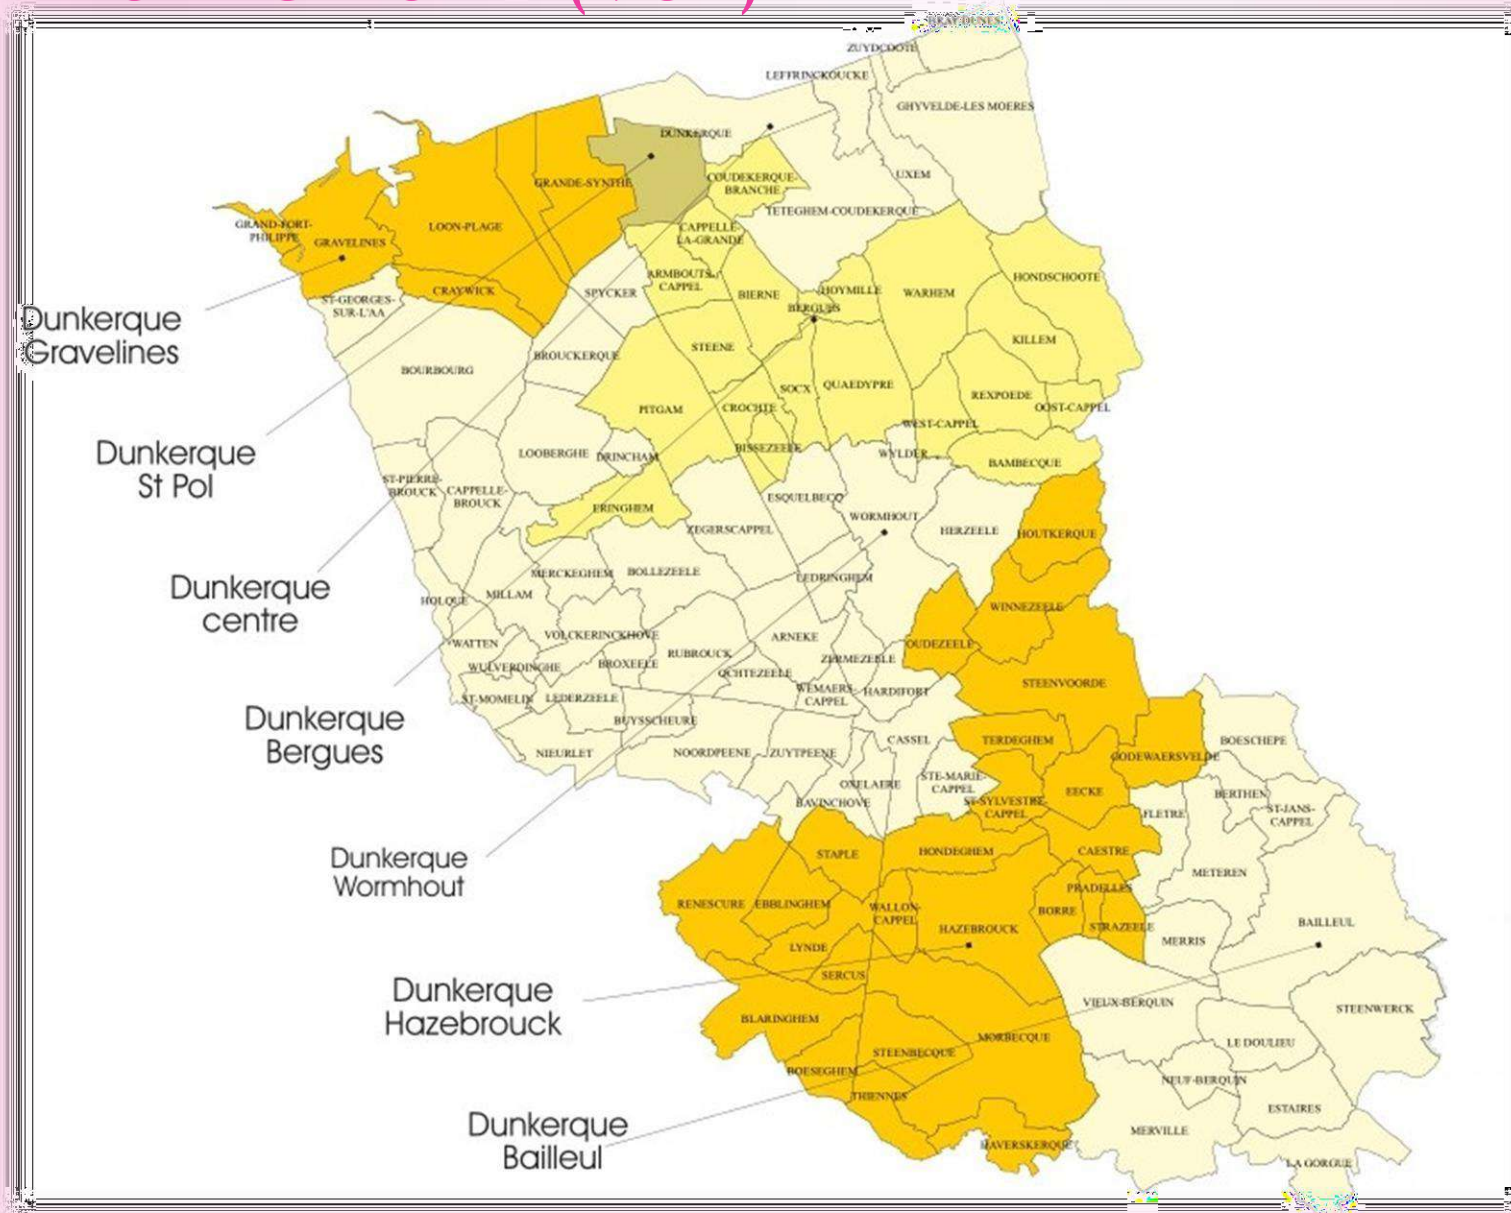 BRAY-DUNES
ZUYDCOOTE
LEFFRINCKOUCKE
GHYVELDE-LES MOERES
DUNKERQUE
UXEM
COUDEKERQUE-
BRANCHE
GRANDE-SYNTHE
TETEGHEM-COUDEKERQUE
GRAND-FORT-
PHILIPPE
GRAVELINES
LOON-PLAGE
CAPPELLE-
LA-GRANDE
ARMBOUTS-
CAPPEL
HONDSCHOOTE
CRAYWICK
SPYCKER
BIERNE
HOYMILLE
WARHEM
ST-GEORGES-
SUR-L'AA
BERGUES
Dunkerque
Gravelines
KILLEM
STEENE
BROUCKERQUE
BOURBOURG
SOCX
QUAEDYPRE
REXPOEDE
OOST-CAPPEL
PITGAM
CROCHTE
WEST-CAPPEL
BISSEZEELE
LOOBERGHE
DRINCHAM
WYLDER
BAMBECQUE
Dunkerque
St Pol
ST-PIERRE-
BROUCK
CAPPELLE-
BROUCK
ESQUELBECQ
ERINGHEM
WORMHOUT
ZEGERSCAPPEL
HERZEELE
HOUTKERQUE
MERCKEGHEM
BOLLEZEELE
LEDRINGHEM
Dunkerque
centre
HOLQUE
MILLAM
WINNEZEELE
VOLCKERINCKHOVE
ARNEKE
WATTEN
OUDEZEELE
WULVERDINGHE
BROXEELE
RUBROUCK
ZERMEZEELE
OCHTEZEELE
STEENVOORDE
ST-MOMELIN
LEDERZEELE
WEMAERS-
CAPPEL
HARDIFORT
Dunkerque
Bergues
BUYSSCHEURE
NIEURLET
NOORDPEENE
ZUYTPEENE
CASSEL
TERDEGHEM
BOESCHEPE
GODEWAERSVELDE
OXELAERE
STE-MARIE-
CAPPEL
EECKE
BAVINCHOVE
ST-SYLVESTRE-
CAPPEL
BERTHEN
FLETRE
ST-JANS-
CAPPEL
Dunkerque
Wormhout
STAPLE
HONDEGHEM
CAESTRE
METEREN
PRADELLES
RENESCURE
EBBLINGHEM
WALLON-
CAPPEL
BORRE
HAZEBROUCK
STRAZEELE
BAILLEUL
LYNDE
MERRIS
SERCUS
Dunkerque
Hazebrouck
VIEUX-BERQUIN
STEENWERCK
BLARINGHEM
MORBECQUE
LE DOULIEU
STEENBECQUE
BOESEGHEM
NEUF-BERQUIN
THIENNES
ESTAIRES
Dunkerque
Bailleul
MERVILLE
HAVERSKERQUE
LA GORGUE